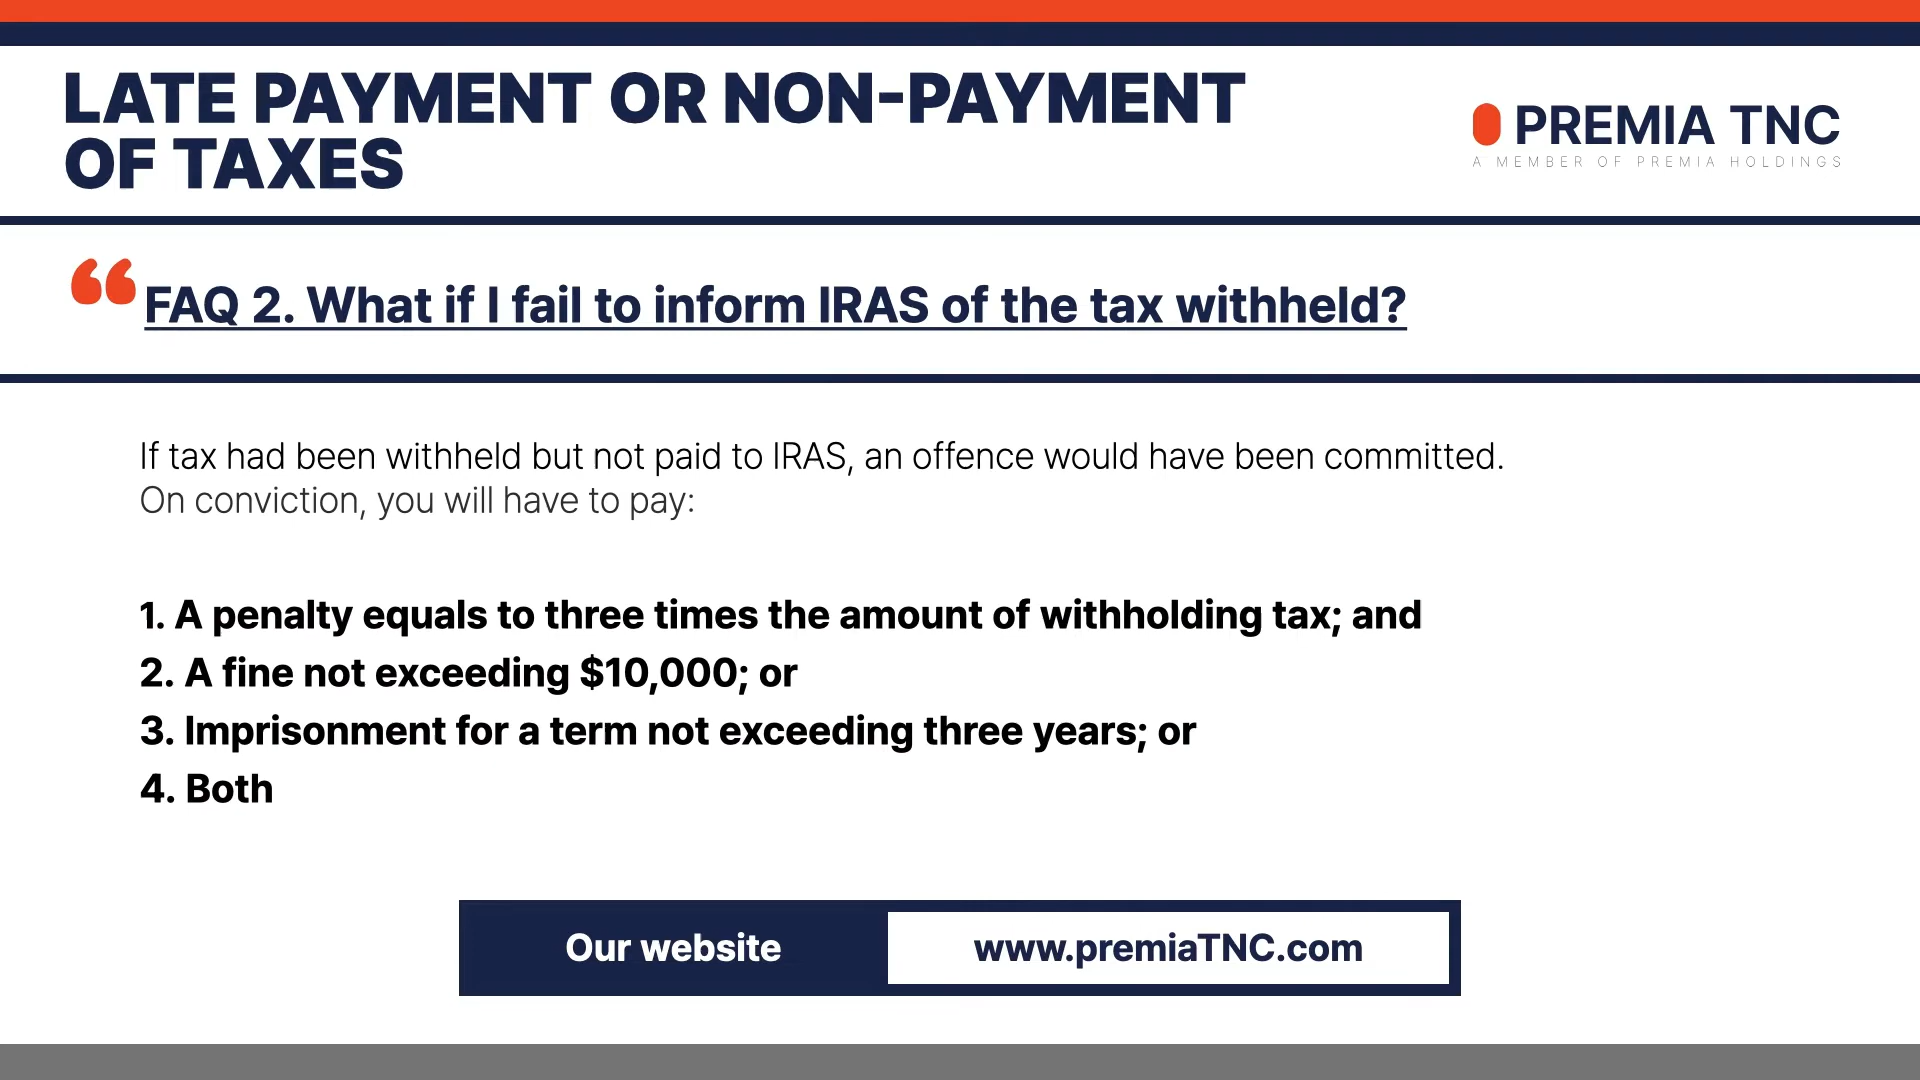 LATE PAYMENT OR NON-PAYMENT
OF TAXES
PREMIA TNC
A MEMBER OF PREMIA HOLDINGS
“FAQ 2. What if I fail to inform IRAS of the tax withheld?
If tax had been withheld but not paid to IRAS, an offence would have been committed.
On conviction, you will have to pay:
1. A penalty equals to three times the amount of withholding tax; and
2. A fine not exceeding $10,000; or
3. Imprisonment for a term not exceeding three years; or
4. Both
Our website
www.premiaTNC.com